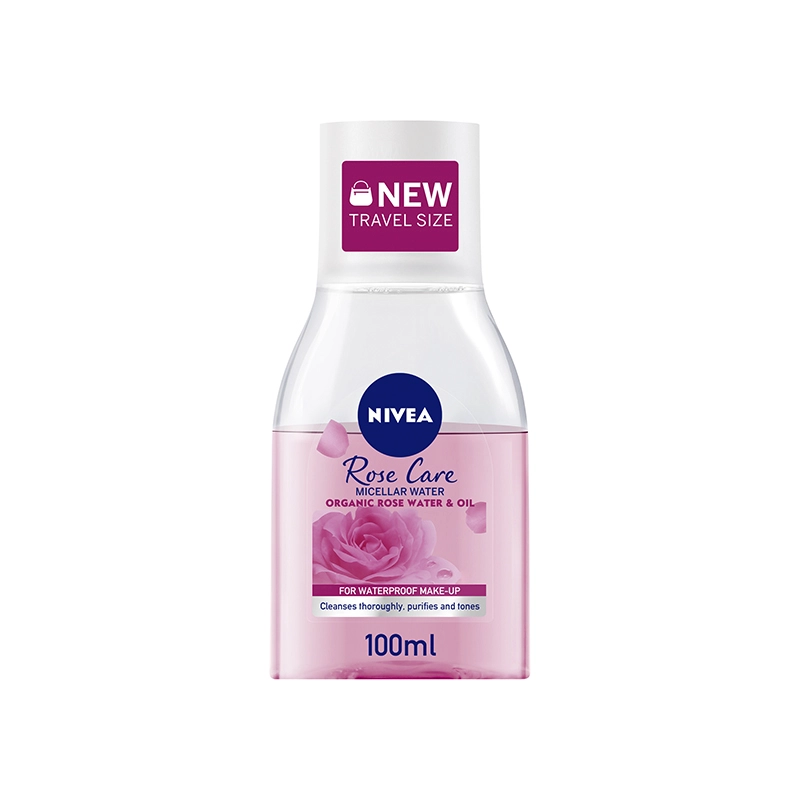 NEW
TRAVEL SIZE
NIVEA
Rose Care
MICELLAR WATER
ORGANIC ROSE WATER & OIL
FOR WATERPROOF MAKE-UP
Cleanses thoroughly, purifies and tones
100ml